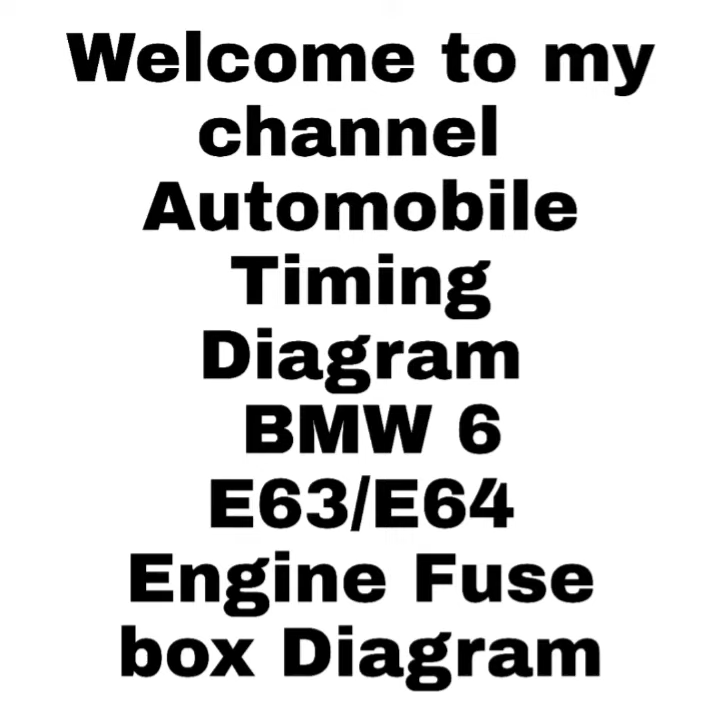 Welcome to my
channel
Automobile
Timing
Diagram
BMW 6
E63/E64
Engine Fuse
box Diagram